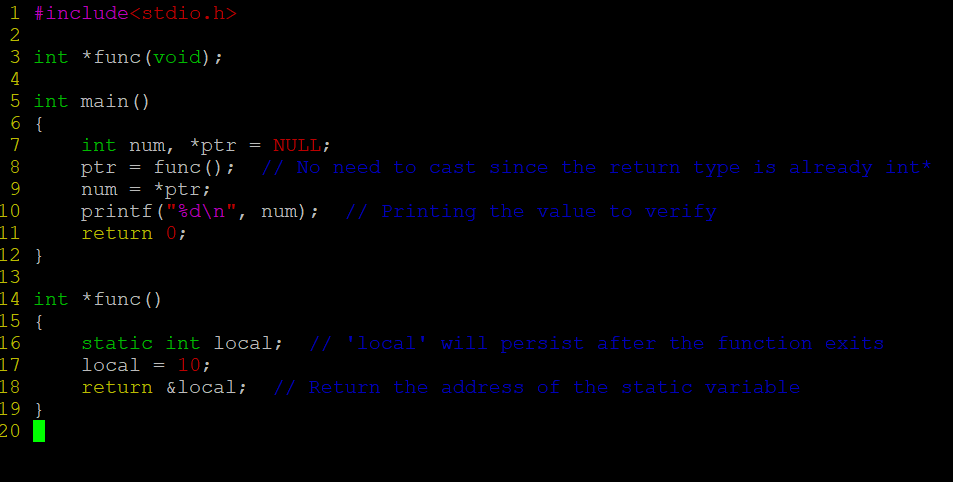 1 #include<stdio.h>
2
3 int *func(void);
4
5 int main()
6 {
7     int num, *ptr = NULL;
8     ptr = func();  // No need to cast since the return type is already int*
9     num = *ptr;
10     printf("%d\n", num);  // Printing the value to verify
11     return 0;
12 }
13
14 int *func()
15 {
16     static int local;  // 'local' will persist after the function exits
17     local = 10;
18     return &local;  // Return the address of the static variable
19 }
20